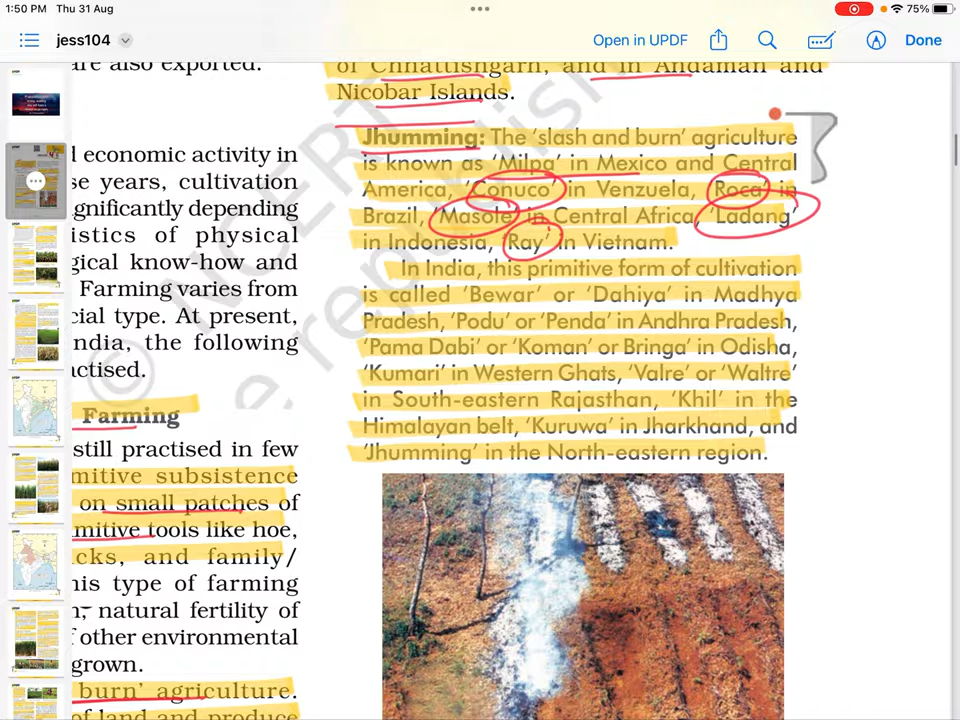 1:50 PM Thu 31 Aug
75%
jess104
Open in UPDF
Done
are also exported.
d economic activity in
se years, cultivation
gnificantly depending
istics of physical
gical know-how and
Farming varies from
cial type. At present,
ndia, the following
actised.
Farming
still practised in few
mitive subsistence
on small patches of
mitive tools like hoe,
cks, and family/
his type of farming
n, natural fertility of
f other environmental
grown.
burn' agriculture.
of land and produce
of Chhattishgarh, and in Andaman and
Nicobar Islands.
Jhumming: The 'slash and burn' agriculture
is known as 'Milpa' in Mexico and Central
America, 'Conuco' in Venzuela, 'Roca' in
Brazil, 'Masole' in Central Africa, 'Ladang'
in Indonesia, 'Ray' in Vietnam.
In India, this primitive form of cultivation
is called 'Bewar' or 'Dahiya' in Madhya
Pradesh, 'Podu' or 'Penda' in Andhra Pradesh,
'Pama Dabi' or 'Koman' or Bringa' in Odisha,
'Kumari' in Western Ghats, 'Valre' or 'Waltre'
in South-eastern Rajasthan, 'Khil' in the
Himalayan belt, 'Kuruwa' in Jharkhand, and
'Jhumming' in the North-eastern region.
© NCERT
e republish